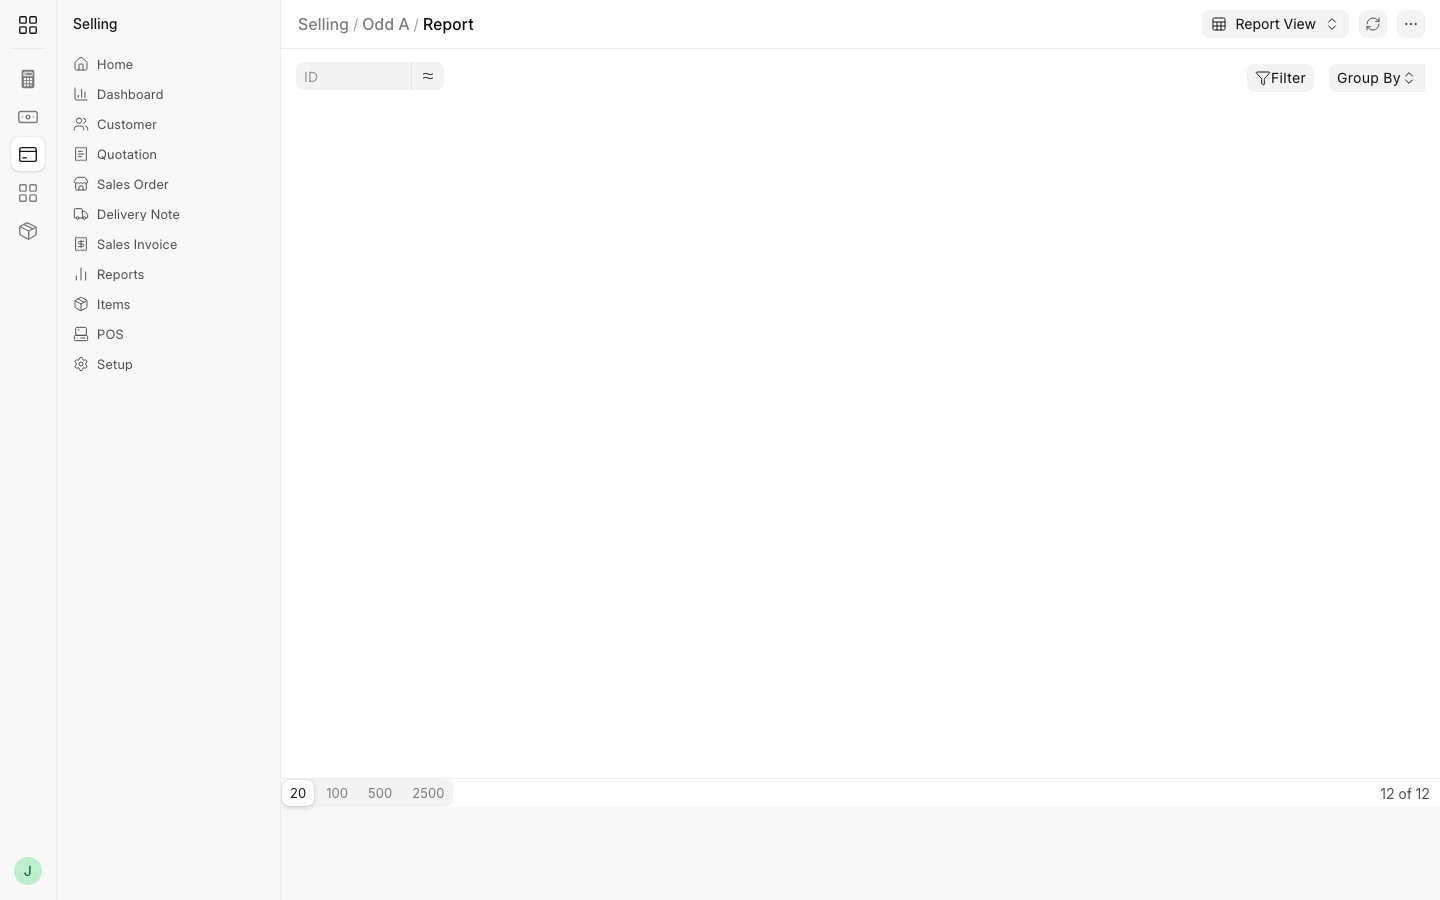 Selling
Home
Dashboard
Customer
Quotation
Sales Order
Delivery Note
Sales Invoice
Reports
Items
POS
Setup
J
Selling / Odd A / Report
Report View
ID
≈
Filter
Group By
20 100 500 2500
12 of 12